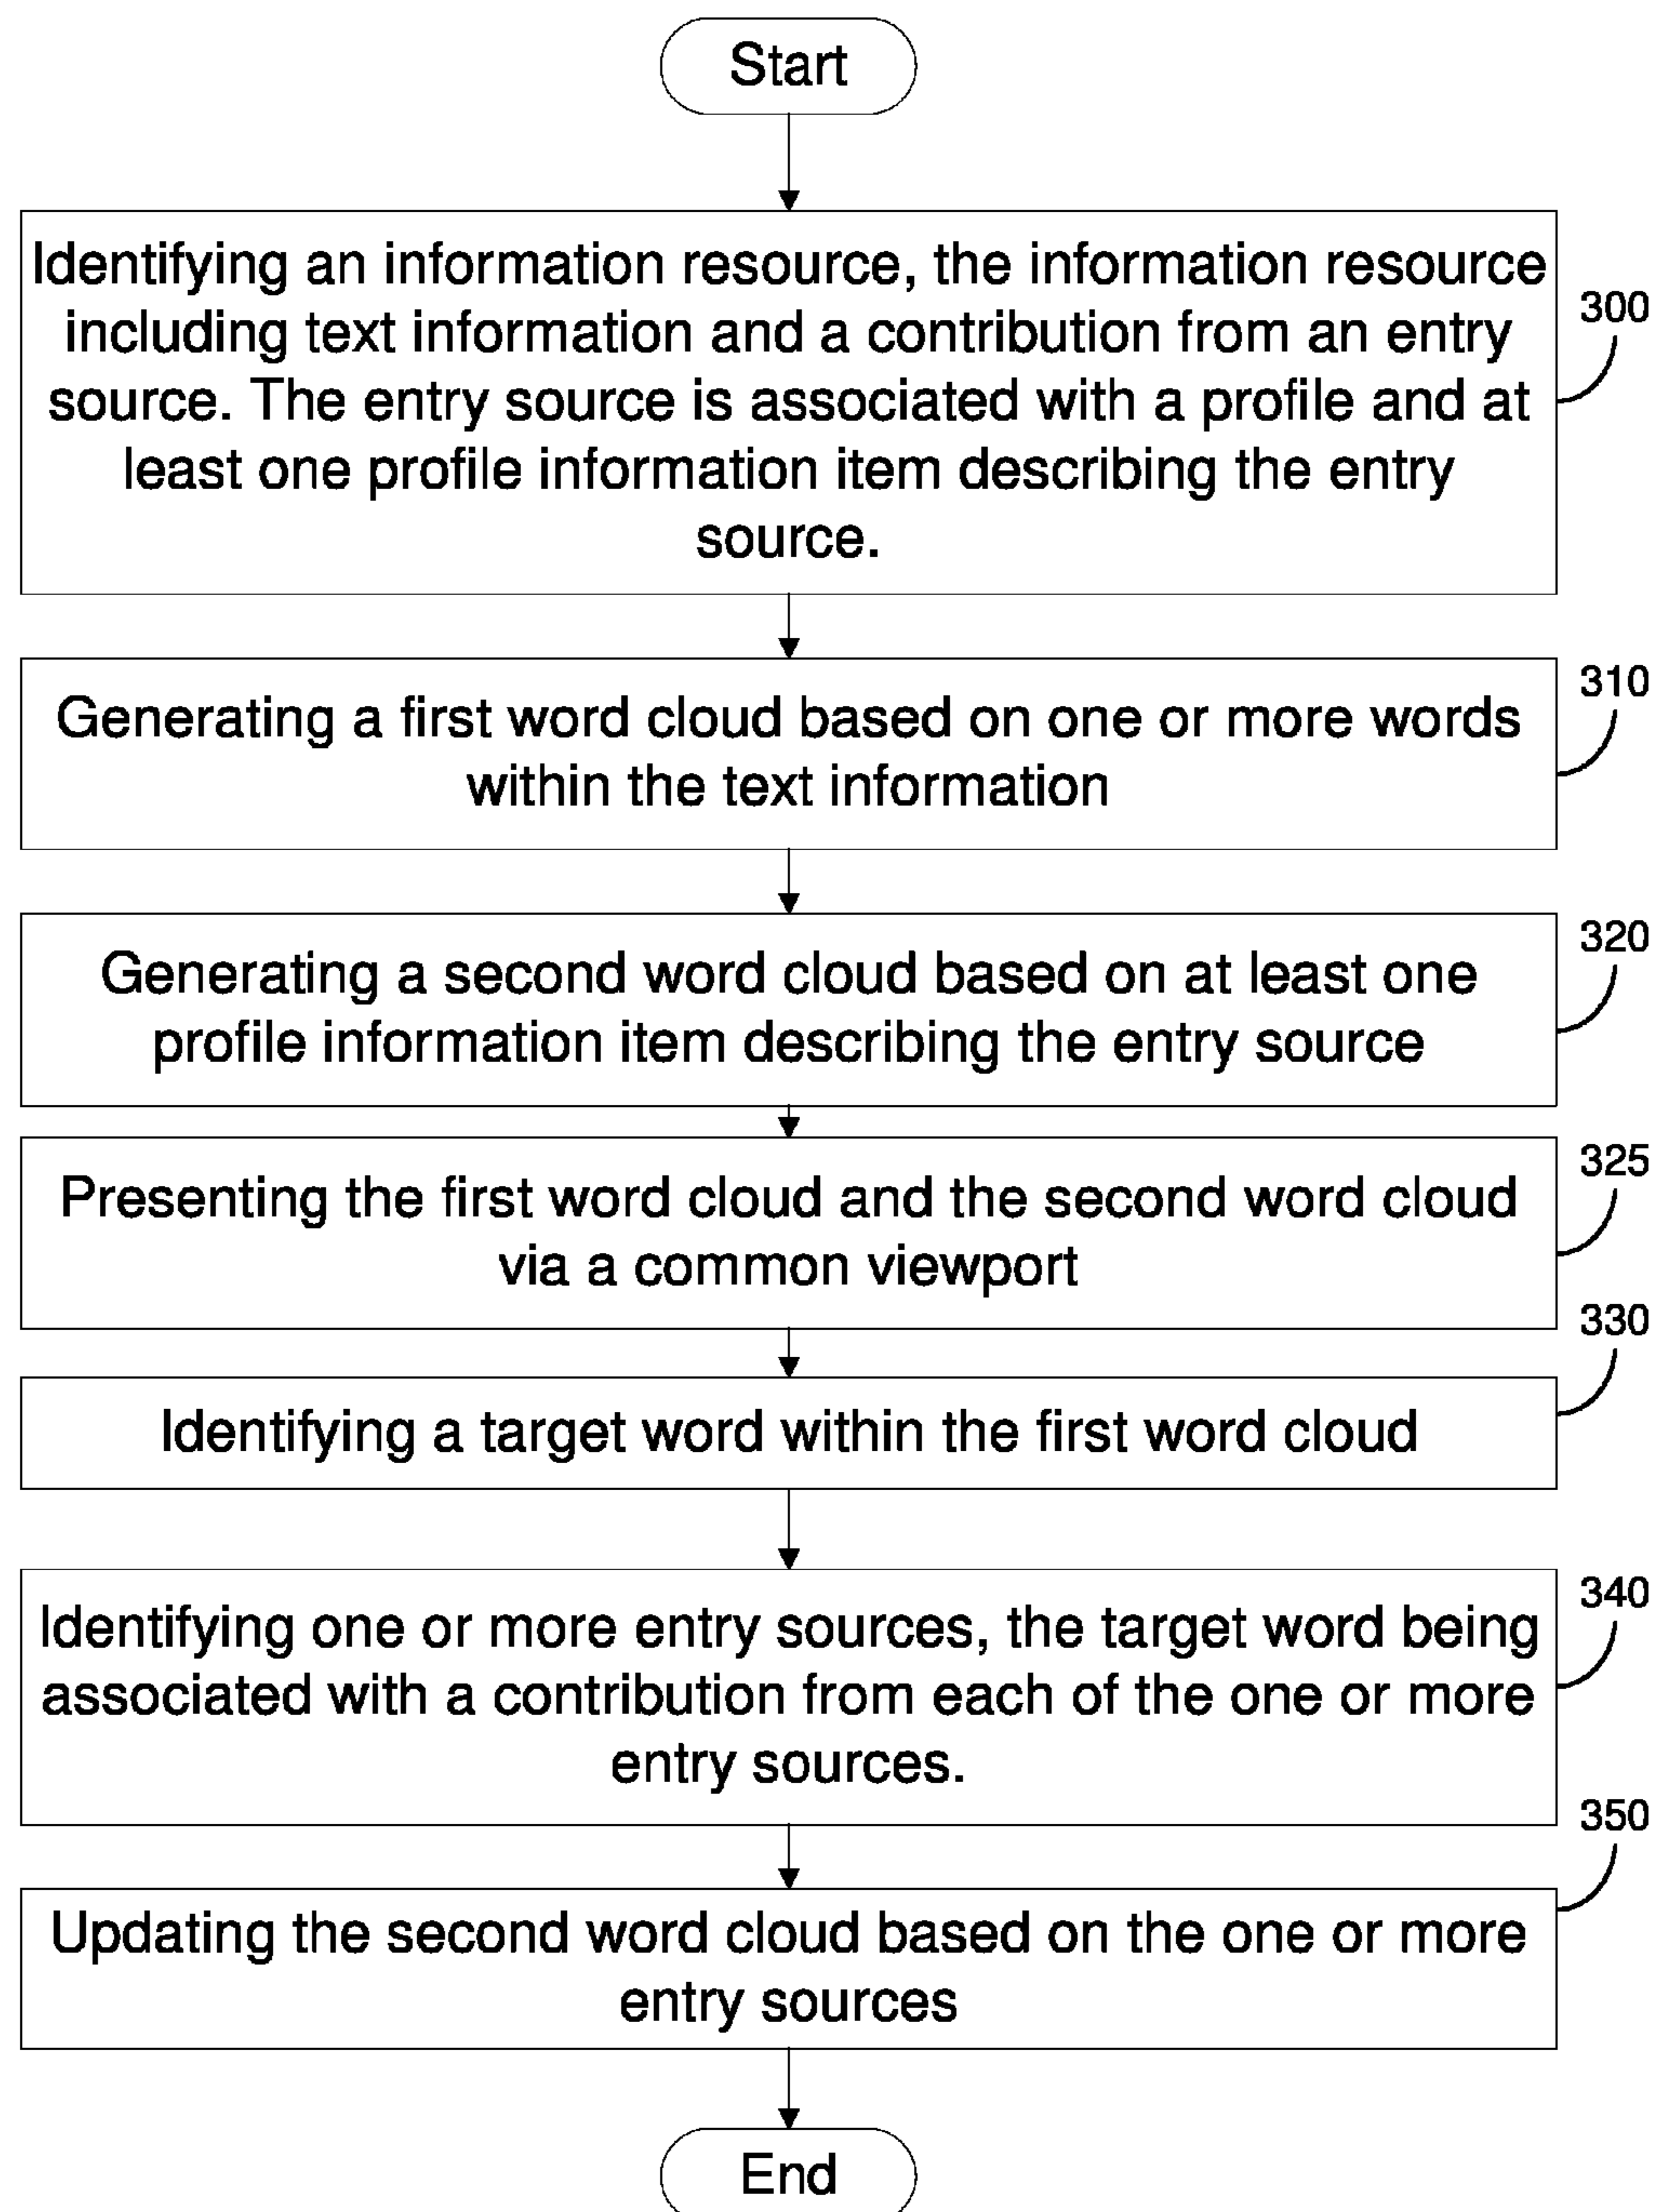 Start
Identifying an information resource, the information resource
including text information and a contribution from an entry
source. The entry source is associated with a profile and at
least one profile information item describing the entry
source.
300
Generating a first word cloud based on one or more words
within the text information
310
Generating a second word cloud based on at least one
profile information item describing the entry source
320
Presenting the first word cloud and the second word cloud
via a common viewport
325
Identifying a target word within the first word cloud
330
Identifying one or more entry sources, the target word being
associated with a contribution from each of the one or more
entry sources.
340
Updating the second word cloud based on the one or more
entry sources
350
End